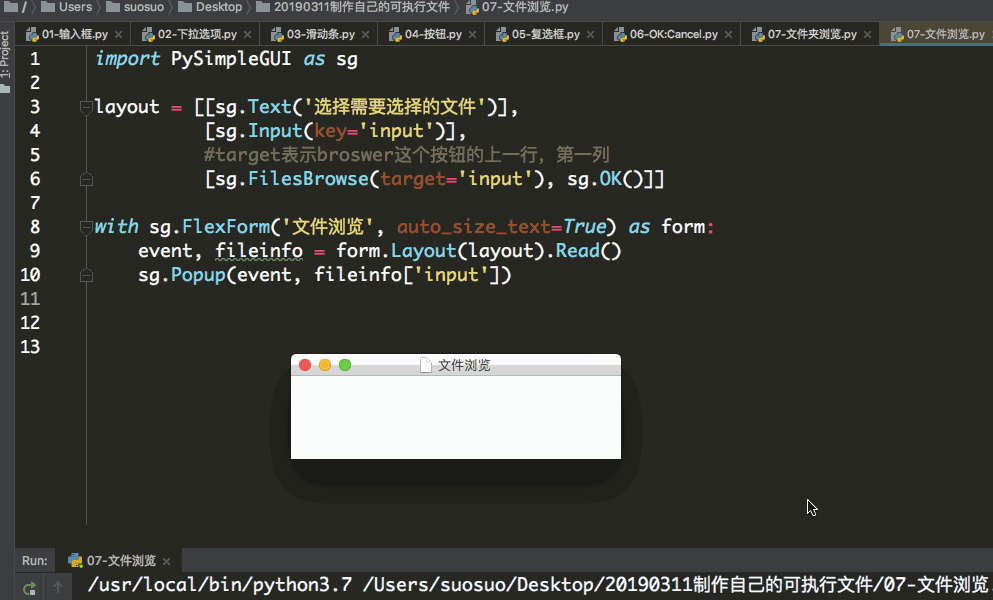 / Users suosuo Desktop 20190311制作自己的可执行文件 07-文件浏览.py
01-输入框.py 02-下拉选项.py 03-滑动条.py 04-按钮.py 05-复选框.py 06-OK:Cancel.py 07-文件夹浏览.py 07-文件浏览.py
1: Project
1 import PySimpleGUI as sg
2
3 layout = [[sg.Text('选择需要选择的文件')],
4 [sg.Input(key='input')],
5 #target表示broswer这个按钮的上一行，第一列
6 [sg.FilesBrowse(target='input'), sg.OK()]]
7
8 with sg.FlexForm('文件浏览', auto_size_text=True) as form:
9 event, fileinfo = form.Layout(layout).Read()
10 sg.Popup(event, fileinfo['input'])
11
12
13
文件浏览
Run: 07-文件浏览
/usr/local/bin/python3.7 /Users/suosuo/Desktop/20190311制作自己的可执行文件/07-文件浏览